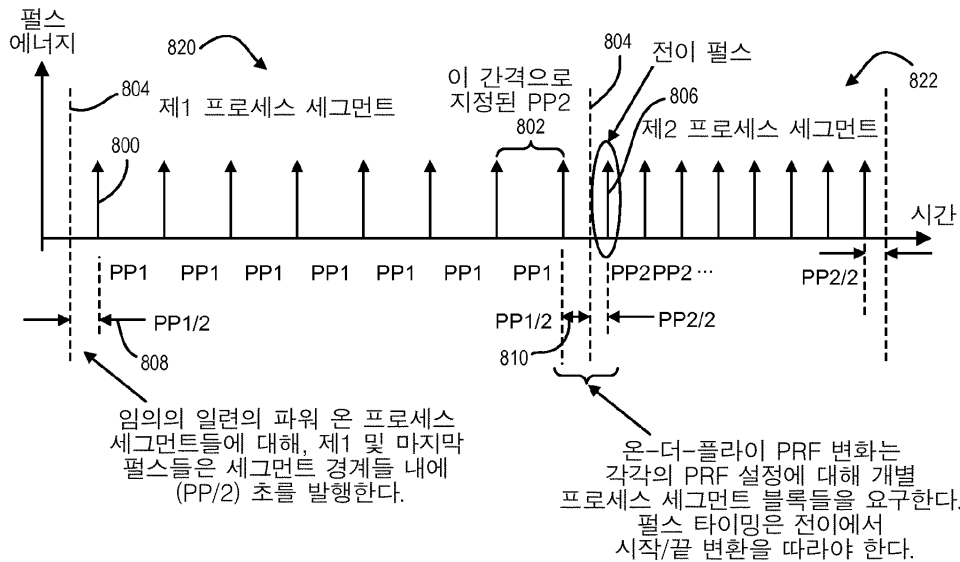 펄스
에너지
820
804
제1 프로세스 세그먼트
800
이 간격으로
지정된 PP2
802
804
전이 펄스
806
822
제2 프로세스 세그먼트
시간
PP1 PP1 PP1 PP1 PP1 PP1 PP1
PP2PP2 ...
PP2/2
PP1/2
808
PP1/2
810
PP2/2
임의의 일련의 파워 온 프로세스
세그먼트들에 대해, 제1 및 마지막
펄스들은 세그먼트 경계들 내에
(PP/2) 초를 발행한다.
온-더-플라이 PRF 변화는
각각의 PRF 설정에 대해 개별
프로세스 세그먼트 블록들을 요구한다.
펄스 타이밍은 전이에서
시작/끝 변환을 따라야 한다.